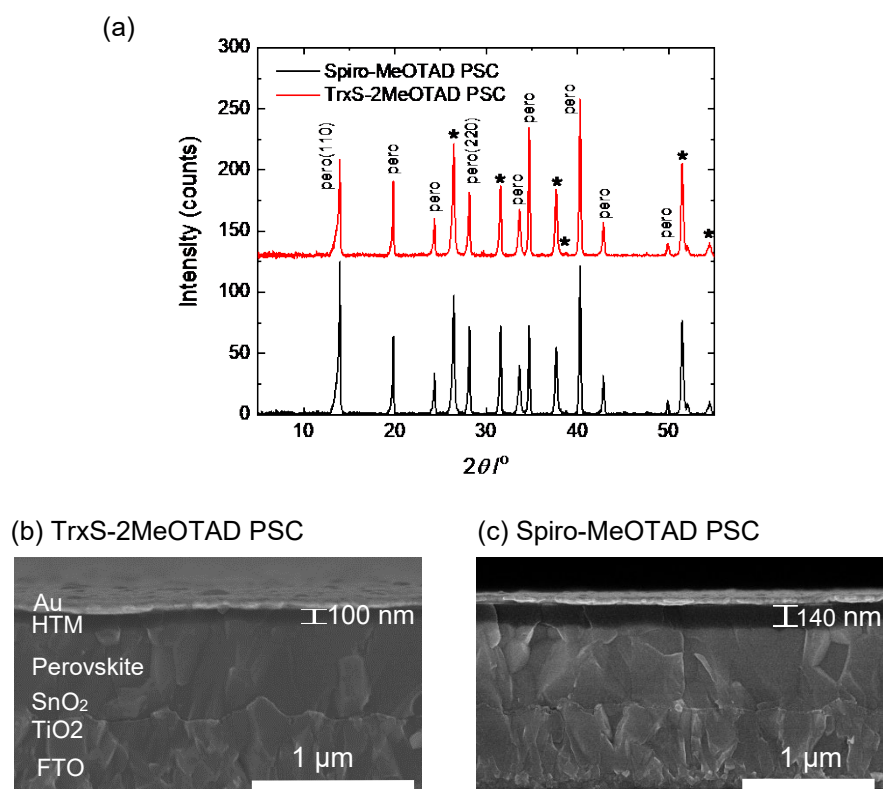 (a)
300
250
200
150
100
50
0
Intensity (counts)
Spiro-MeOTAD PSC
TrxS-2MeOTAD PSC
pero(110)
pero
pero
*
pero(220)
*
pero
pero
*
*
pero
pero
pero
*
*
10 20 30 40 50
2θ/°
(b) TrxS-2MeOTAD PSC
Au
HTM
100 nm
Perovskite
SnO₂
TiO2
FTO
1 μm
(c) Spiro-MeOTAD PSC
140 nm
1 μm